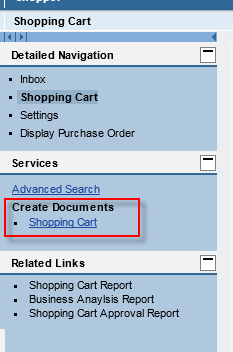 Shopping Cart
Detailed Navigation
Inbox
Shopping Cart
Settings
Display Purchase Order
Services
Advanced Search
Create Documents
Shopping Cart
Related Links
Shopping Cart Report
Business Anaylsis Report
Shopping Cart Approval Report